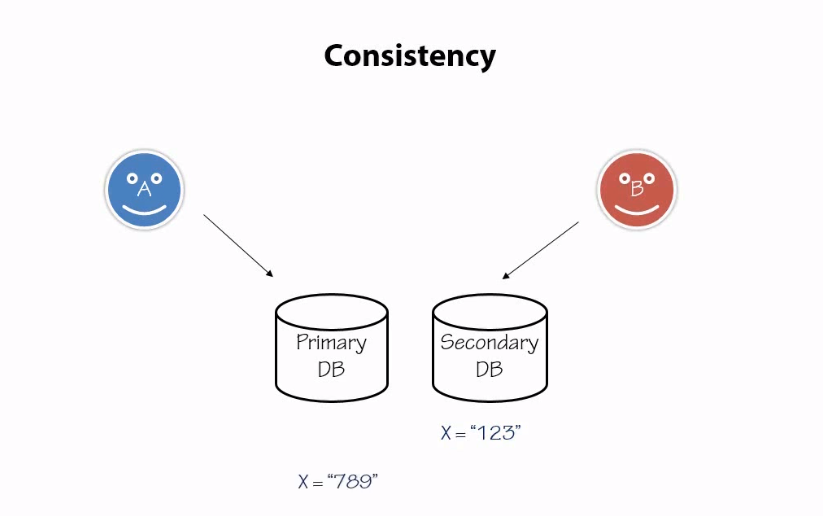 Consistency
A
B
Primary
DB
Secondary
DB
X = “123”
X = “789”